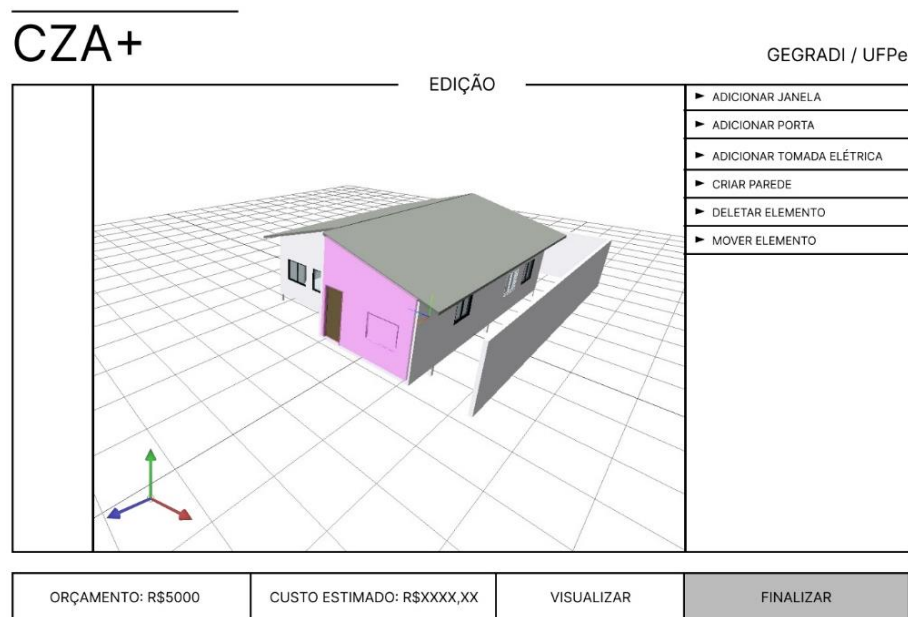 CZA+
GEGRADI / UFPe
EDIÇÃO
► ADICIONAR JANELA
► ADICIONAR PORTA
► ADICIONAR TOMADA ELÉTRICA
► CRIAR PAREDE
► DELETAR ELEMENTO
► MOVER ELEMENTO
ORÇAMENTO: R$5000
CUSTO ESTIMADO: R$XXXX,XX
VISUALIZAR
FINALIZAR